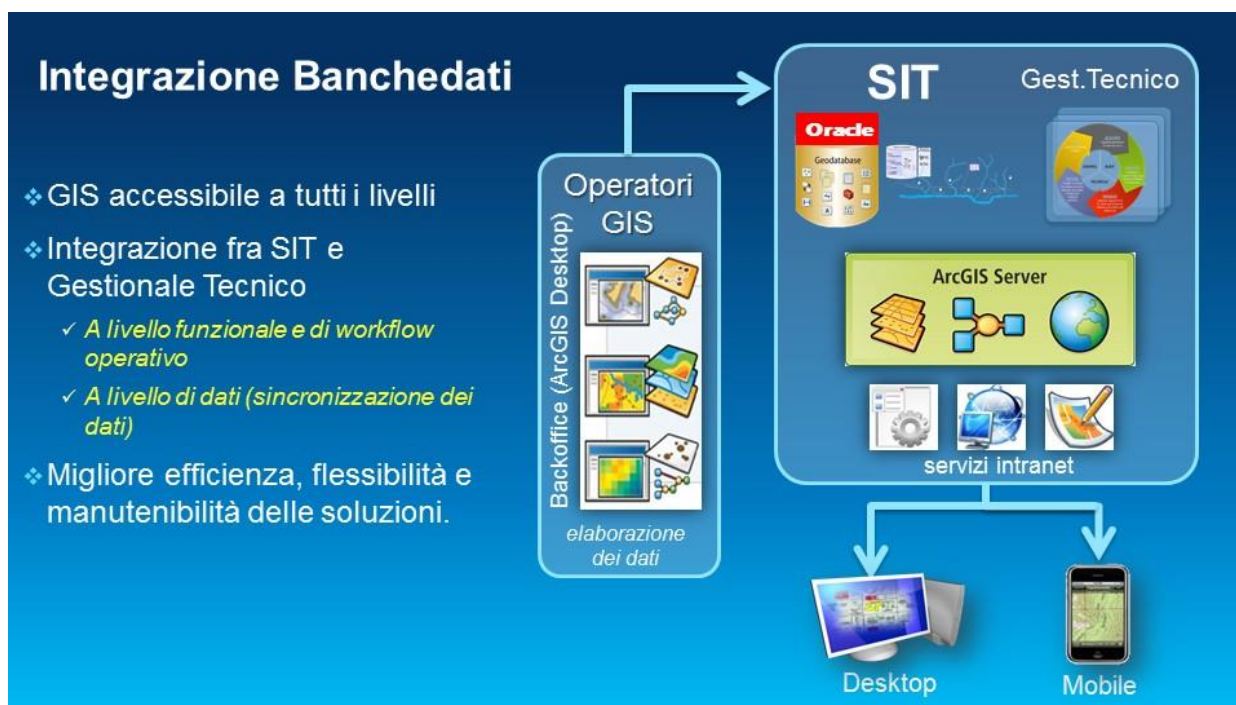 Integrazione Banchedati
GIS accessibile a tutti i livelli
Integrazione fra SIT e
Gestionale Tecnico
A livello funzionale e di workflow
operativo
A livello di dati (sincronizzazione dei
dati)
Migliore efficienza, flessibilità e
manutenibilità delle soluzioni.
Operatori
GIS
Backoffice (ArcGIS Desktop)
elaborazione
dei dati
SIT
Gest.Tecnico
Oracle
Geodatabase
ArcGIS Server
servizi intranet
Desktop
Mobile